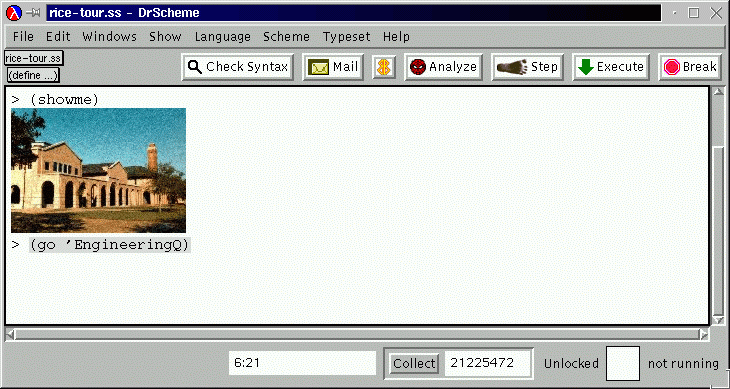 rice-tour.ss - DrScheme
File Edit Windows Show Language Scheme Typeset Help
rice-tour.ss
(define ...)
Check Syntax Mail Analyze Step Execute Break
> (showme)
> (go 'EngineeringQ)
6:21 Collect 21225472 Unlocked not running